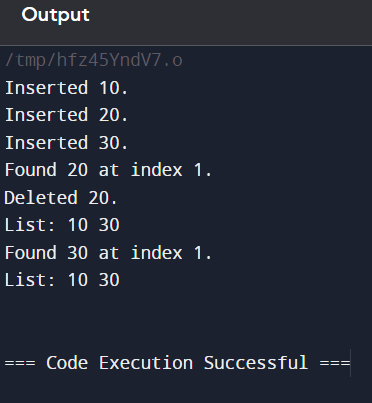 Output
/tmp/hfz45YndV7.o
Inserted 10.
Inserted 20.
Inserted 30.
Found 20 at index 1.
Deleted 20.
List: 10 30
Found 30 at index 1.
List: 10 30
=== Code Execution Successful ===